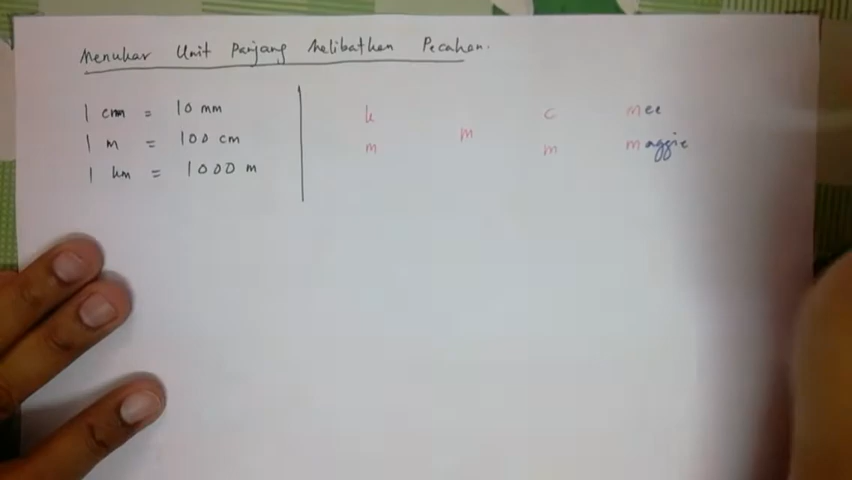 Menukar Unit Panjang Melibatkan Pecahan.
1 cm = 10 mm
1 m = 100 cm
1 km = 1000 m
k c mee
m
m m maggie